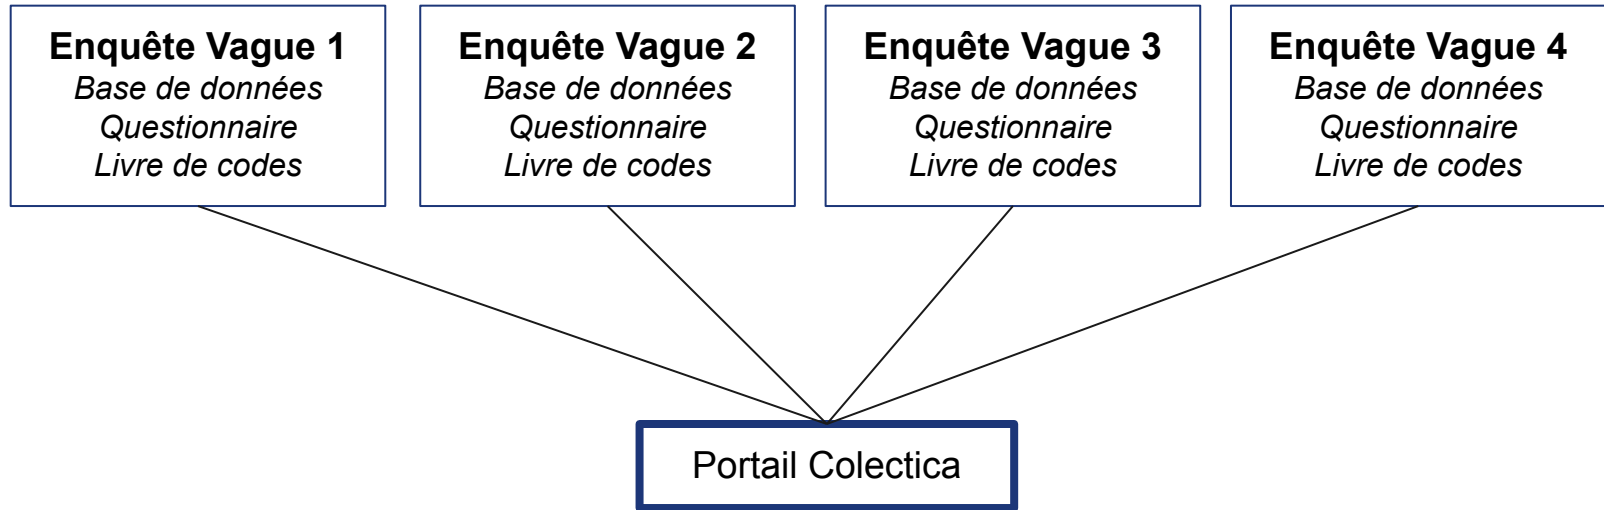 Enquête Vague 1
Base de données
Questionnaire
Livre de codes
Enquête Vague 2
Base de données
Questionnaire
Livre de codes
Enquête Vague 3
Base de données
Questionnaire
Livre de codes
Enquête Vague 4
Base de données
Questionnaire
Livre de codes
Portail Colectica